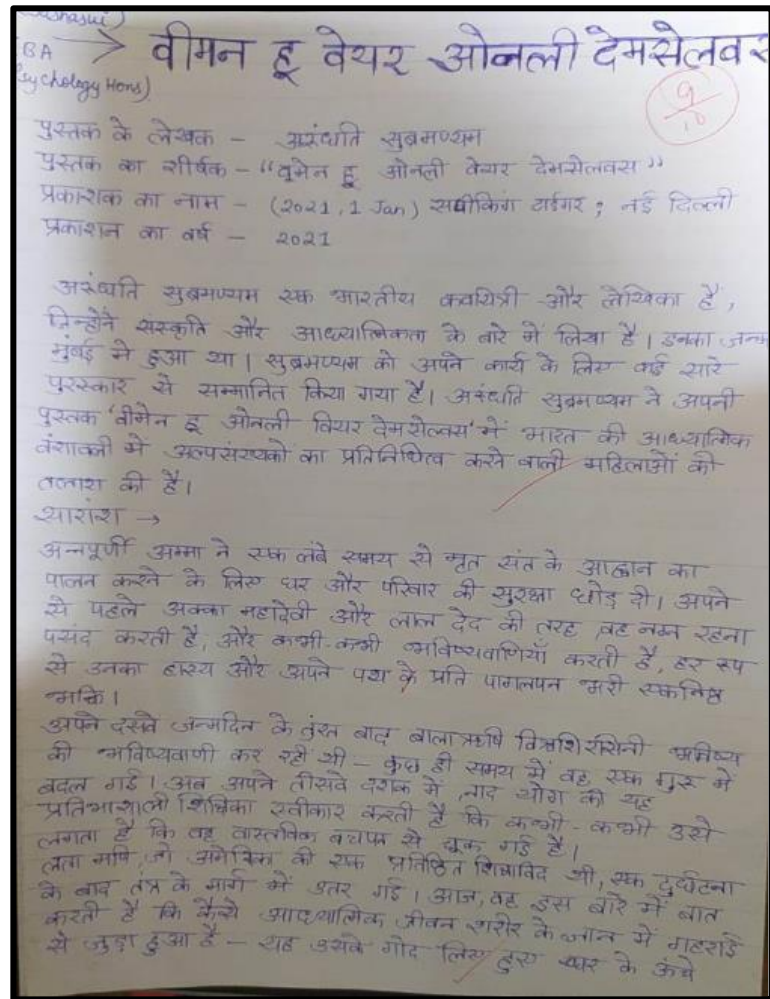 BA → वीमन हू वेयर ओनली देमसेलवर
Psychology Hons)
9/10
पुस्तक के लेखक - अरुंधति सुब्रमण्यम
पुस्तक का शीर्षक - “वूमेन हू ओनली वेयर देमसेलवस”
प्रकाशक का नाम - (2021, 1 Jan) स्पीकिंग टाईगर ; नई दिल्ली
प्रकाशन का वर्ष - 2021
अरुंधति सुब्रमण्यम एक भारतीय कवयित्री और लेखिका है,
जिन्होंने संस्कृति और आध्यात्मिकता के बारे में लिखा है। इनका जन्म
मुंबई में हुआ था। सुब्रमण्यम को अपने कार्य के लिए कई सारे
पुरस्कार से सम्मानित किया गया है। अरुंधति सुब्रमण्यम ने अपनी
पुस्तक 'वीमेन हू ओनली वियर देमसेल्वस' में भारत की आध्यात्मिक
वंशावली में अल्पसंख्यकों का प्रतिनिधित्व करने वाली महिलाओं की
तलाश की है।
सारांश →
अन्नपूर्णी अम्मा ने एक लंबे समय से मृत संत के आह्वान का
पालन करने के लिए घर और परिवार की सुरक्षा छोड़ दी। अपने
से पहले अक्का महादेवी और लाल देद की तरह, वह नग्न रहना
पसंद करती है, और कभी-कभी भविष्यवाणियाँ करती है, हर रूप
से उनका हास्य और अपने पथ के प्रति पागलपन भरी एकनिष्ठ
भक्ति।
अपने दसवे जन्मदिन के तुरंत बाद बालाऋषि विश्वशिरसिनी भविष्य
की भविष्यवाणी कर रही थी - कुछ ही समय में वह एक गुरू में
बदल गई। अब अपने तीसवे दशक में, नाद योग की यह
प्रतिभाशाली शिक्षिका स्वीकार करती है कि कभी-कभी उसे
लगता है कि वह वास्तविक बचपन से चूक गई है।
लता मणि, जो अमेरिका की एक प्रतिष्ठित शिक्षाविद थी, एक दुर्घटना
के बाद तंत्र के मार्ग में उतर गई। आज, वह इस बारे में बात
करती है कि कैसे आध्यात्मिक जीवन शरीर के ज्ञान में गहराई
से जुड़ा हुआ है - यह उसके गोद लिए हुए घर के ऊंचे